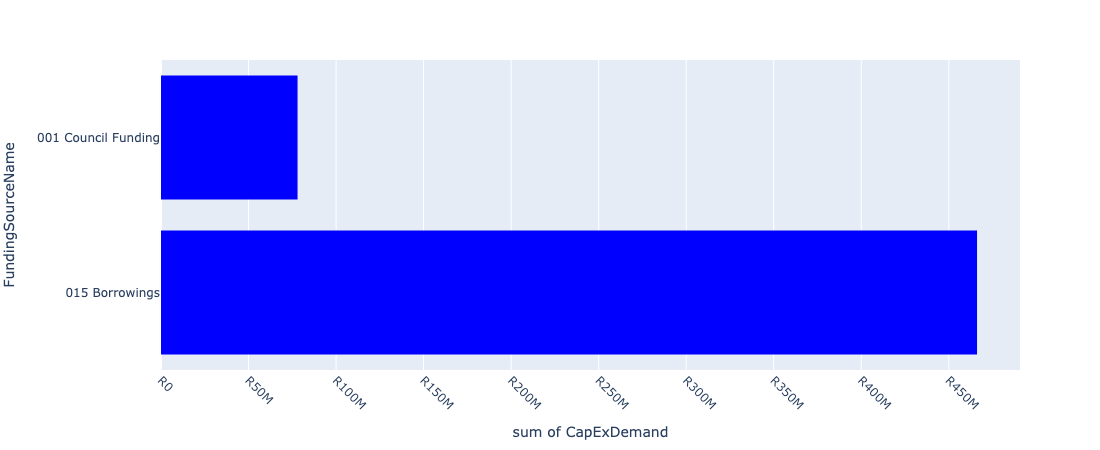 FundingSourceName
001 Council Funding
015 Borrowings
R0
R50M
R100M
R150M
R200M
R250M
R300M
R350M
R400M
R450M
sum of CapExDemand